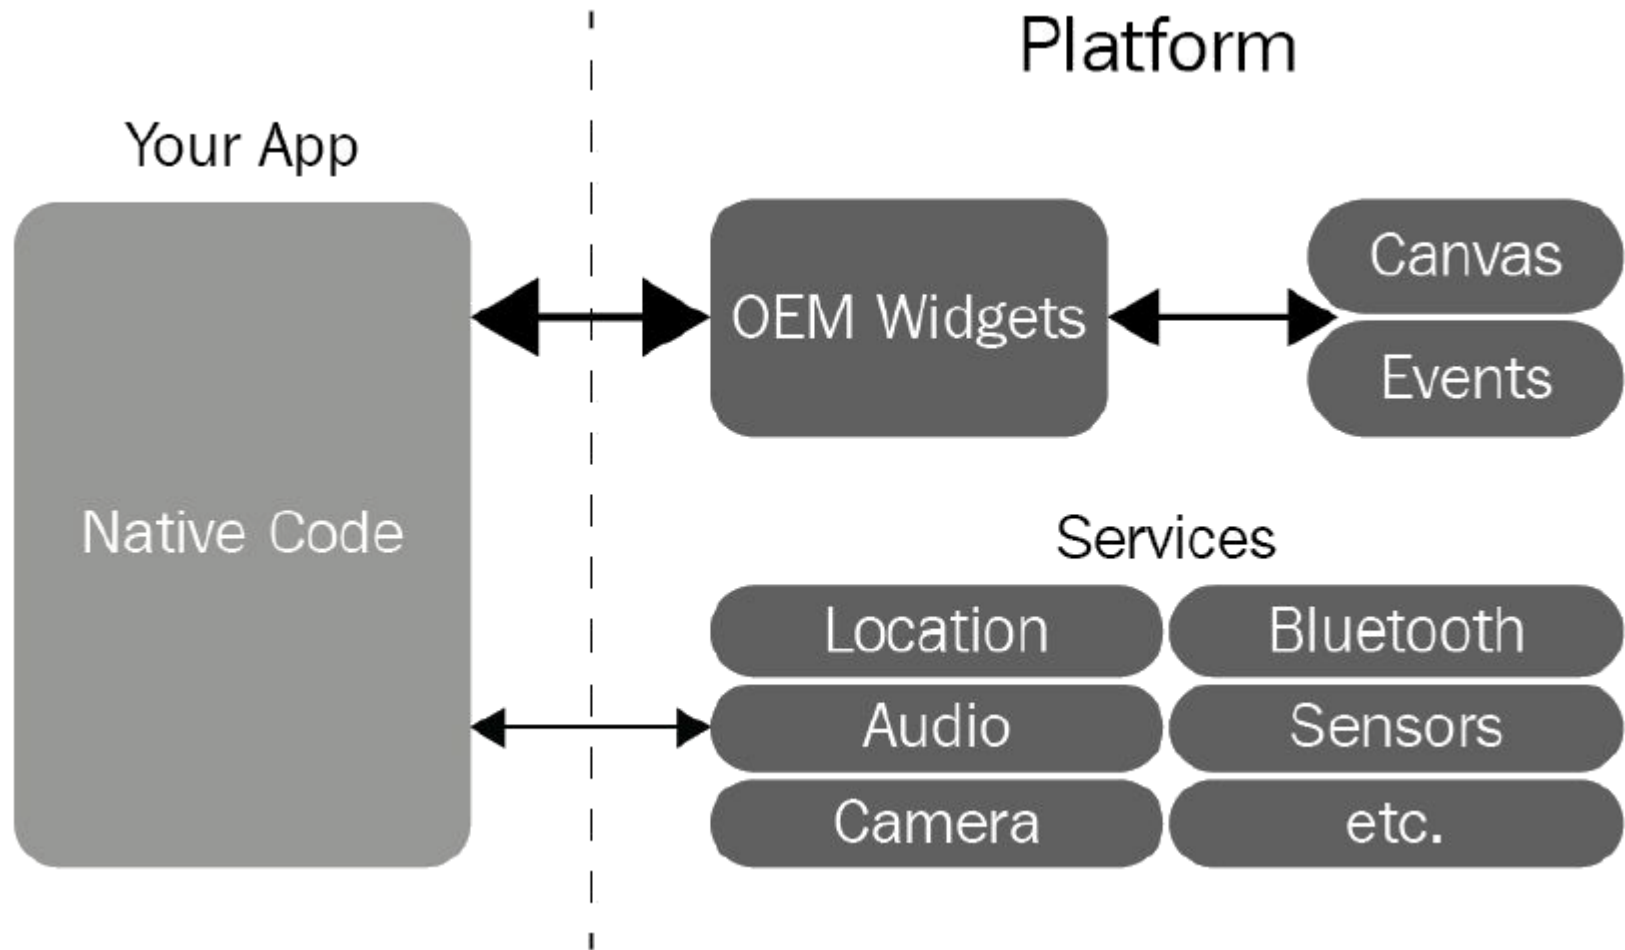 Platform
Your App
Native Code
OEM Widgets
Canvas
Events
Services
Location
Bluetooth
Audio
Sensors
Camera
etc.